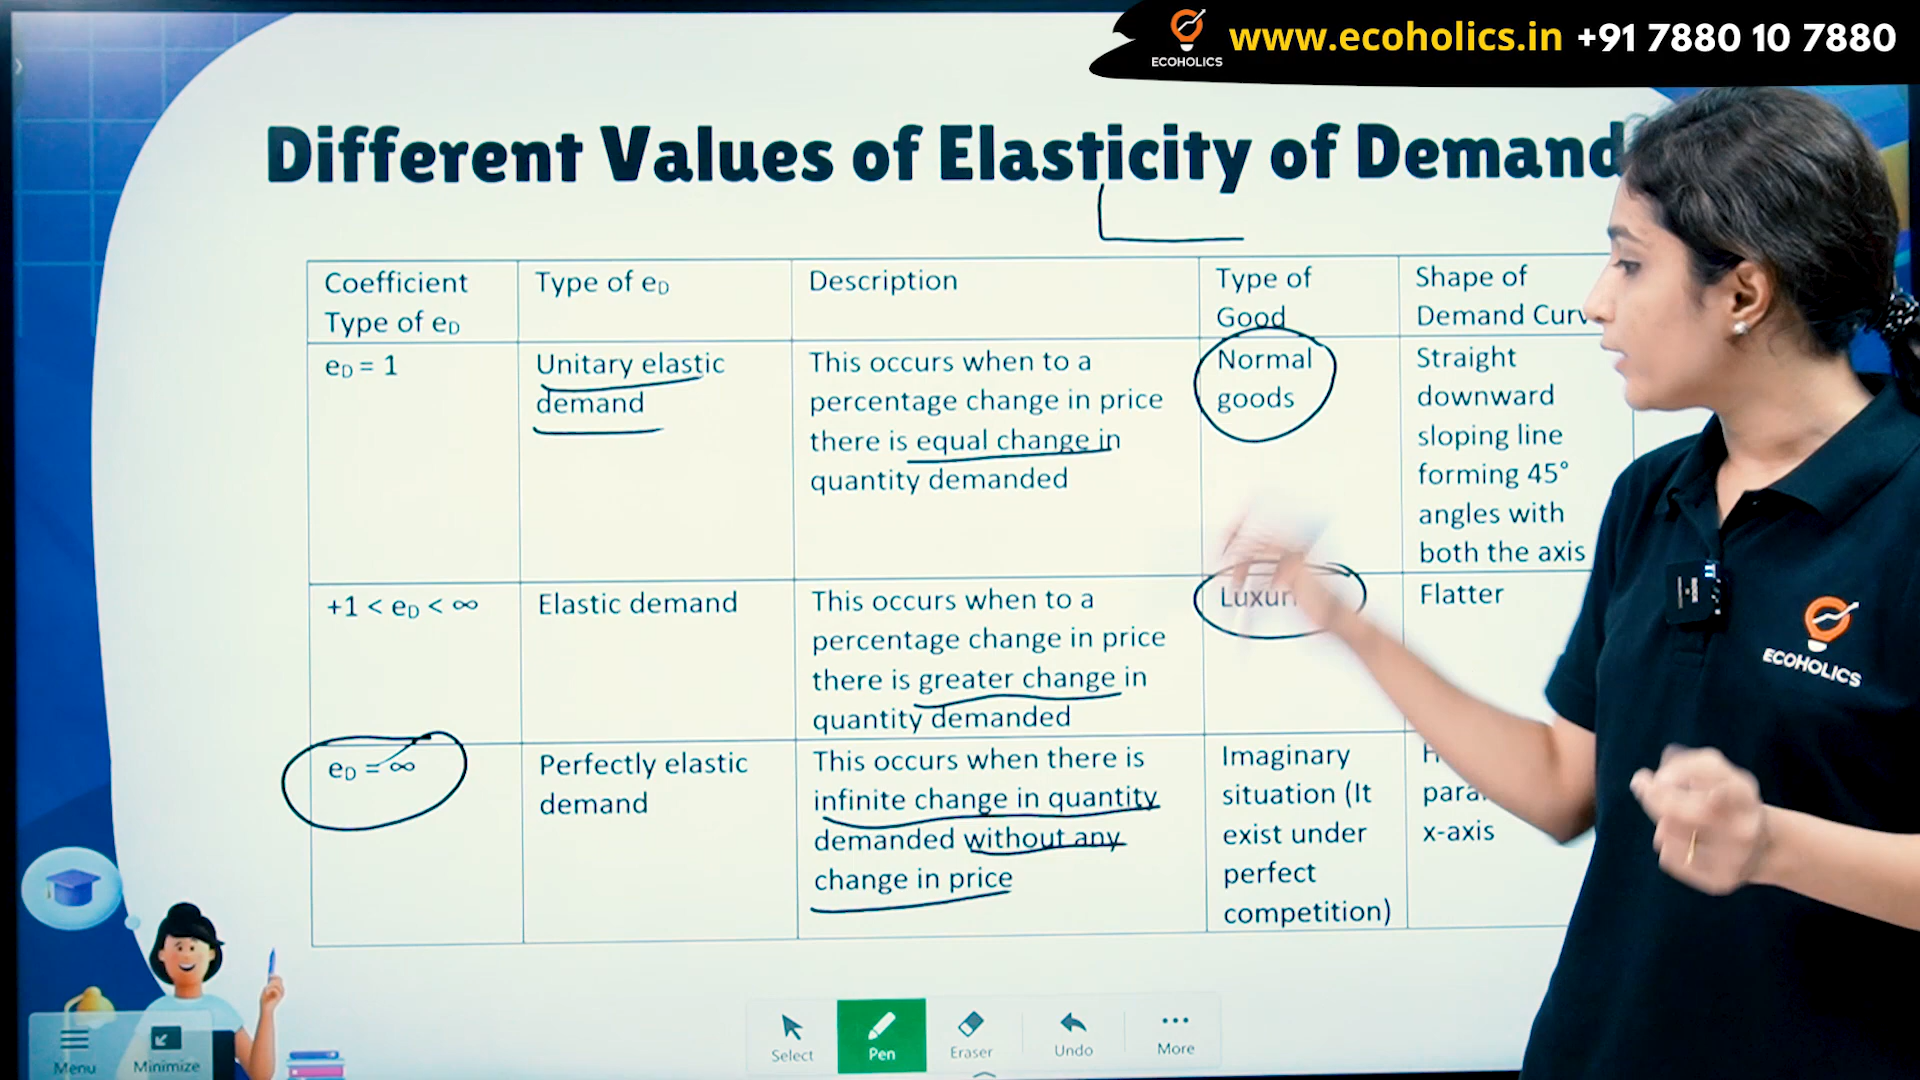 www.ecoholics.in +91 7880 10 7880
ECOHOLICS
Different Values of Elasticity of Demand
Coefficient
Type of eD
Type of eD
Description
Type of
Good
Shape of
Demand
eD = 1
Unitary elastic
demand
This occurs when to a
percentage change in price
there is equal change in
quantity demanded
Normal
goods
Straight
downward
sloping line
forming 45°
angles with
both the axis
+1 < eD < ∞
Elastic demand
This occurs when to a
percentage change in price
there is greater change in
quantity demanded
Flatter
eD = ∞
Perfectly elastic
demand
This occurs when there is
infinite change in quantity
demanded without any
change in price
Imaginary
situation (It
exist under
perfect
competition)
x-axis
ECOHOLICS
Menu
Minimize
Select
Pen
Eraser
Undo
More